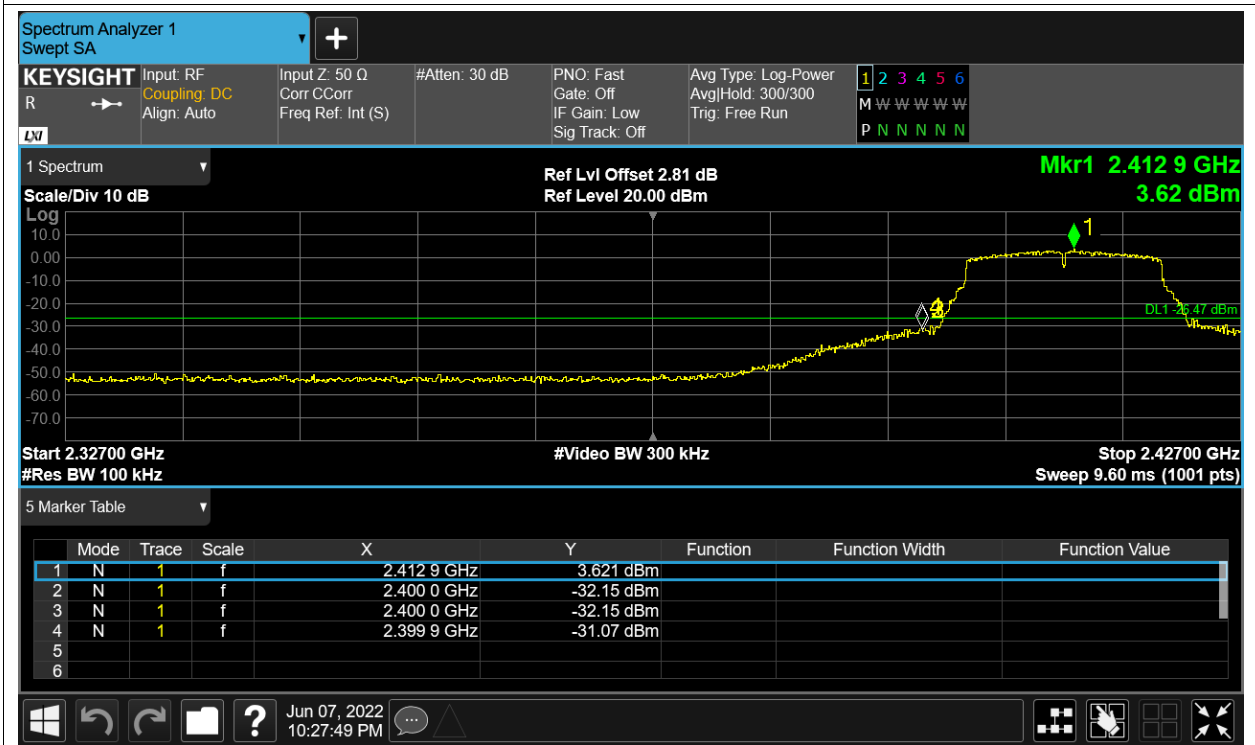 Spectrum Analyzer 1
Swept SA
+
KEYSIGHT Input: RF Input Z: 50 Ω #Atten: 30 dB PNO: Fast Avg Type: Log-Power 1 2 3 4 5 6
R Coupling: DC Corr CCorr Gate: Off Avg|Hold: 300/300 M W W W W W W
Align: Auto Freq Ref: Int (S) IF Gain: Low Trig: Free Run
LXI Sig Track: Off P N N N N N N
1 Spectrum Ref Lvl Offset 2.81 dB Mkr1 2.412 9 GHz
Scale/Div 10 dB Ref Level 20.00 dBm 3.62 dBm
Log
1
10.0
0.00
-10.0
-20.0
DL1 -26.47 dBm
-30.0
-40.0
-50.0
-60.0
-70.0
Start 2.32700 GHz #Video BW 300 kHz Stop 2.42700 GHz
#Res BW 100 kHz Sweep 9.60 ms (1001 pts)
5 Marker Table
Mode Trace Scale X Y Function Function Width Function Value
1 N 1 f 2.412 9 GHz 3.621 dBm
2 N 1 f 2.400 0 GHz -32.15 dBm
3 N 1 f 2.400 0 GHz -32.15 dBm
4 N 1 f 2.399 9 GHz -31.07 dBm
5
6
? Jun 07, 2022
10:27:49 PM